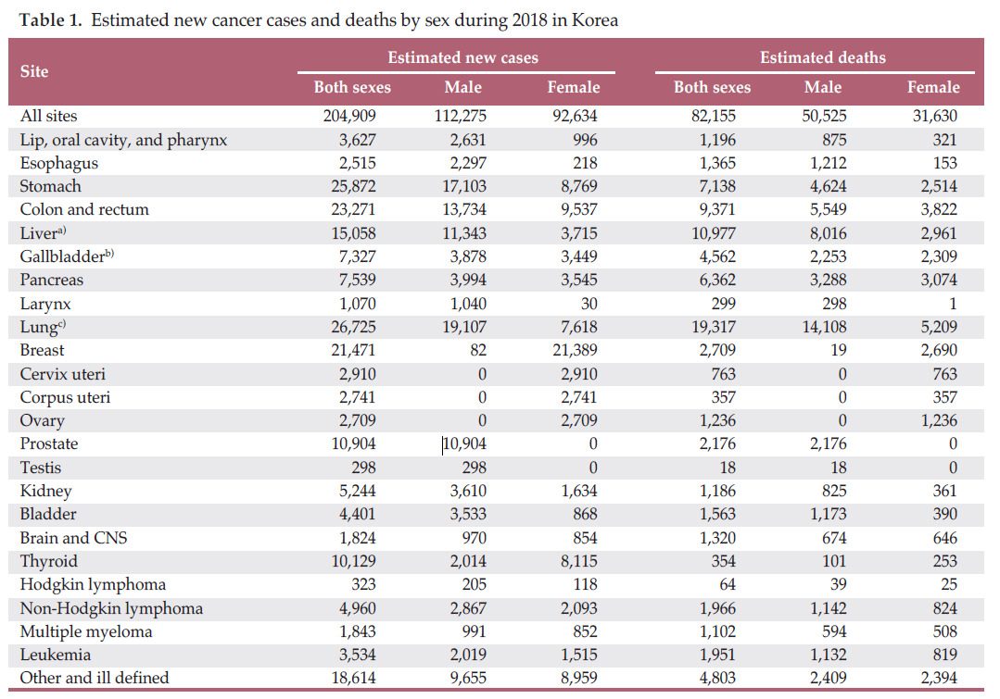 Table 1. Estimated new cancer cases and deaths by sex during 2018 in Korea
Site Estimated new cases Estimated deaths
Both sexes Male Female Both sexes Male Female
All sites 204,909 112,275 92,634 82,155 50,525 31,630
Lip, oral cavity, and pharynx 3,627 2,631 996 1,196 875 321
Esophagus 2,515 2,297 218 1,365 1,212 153
Stomach 25,872 17,103 8,769 7,138 4,624 2,514
Colon and rectum 23,271 13,734 9,537 9,371 5,549 3,822
Liver a) 15,058 11,343 3,715 10,977 8,016 2,961
Gallbladder b) 7,327 3,878 3,449 4,562 2,253 2,309
Pancreas 7,539 3,994 3,545 6,362 3,288 3,074
Larynx 1,070 1,040 30 299 298 1
Lung c) 26,725 19,107 7,618 19,317 14,108 5,209
Breast 21,471 82 21,389 2,709 19 2,690
Cervix uteri 2,910 0 2,910 763 0 763
Corpus uteri 2,741 0 2,741 357 0 357
Ovary 2,709 0 2,709 1,236 0 1,236
Prostate 10,904 10,904 0 2,176 2,176 0
Testis 298 298 0 18 18 0
Kidney 5,244 3,610 1,634 1,186 825 361
Bladder 4,401 3,533 868 1,563 1,173 390
Brain and CNS 1,824 970 854 1,320 674 646
Thyroid 10,129 2,014 8,115 354 101 253
Hodgkin lymphoma 323 205 118 64 39 25
Non-Hodgkin lymphoma 4,960 2,867 2,093 1,966 1,142 824
Multiple myeloma 1,843 991 852 1,102 594 508
Leukemia 3,534 2,019 1,515 1,951 1,132 819
Other and ill defined 18,614 9,655 8,959 4,803 2,409 2,394